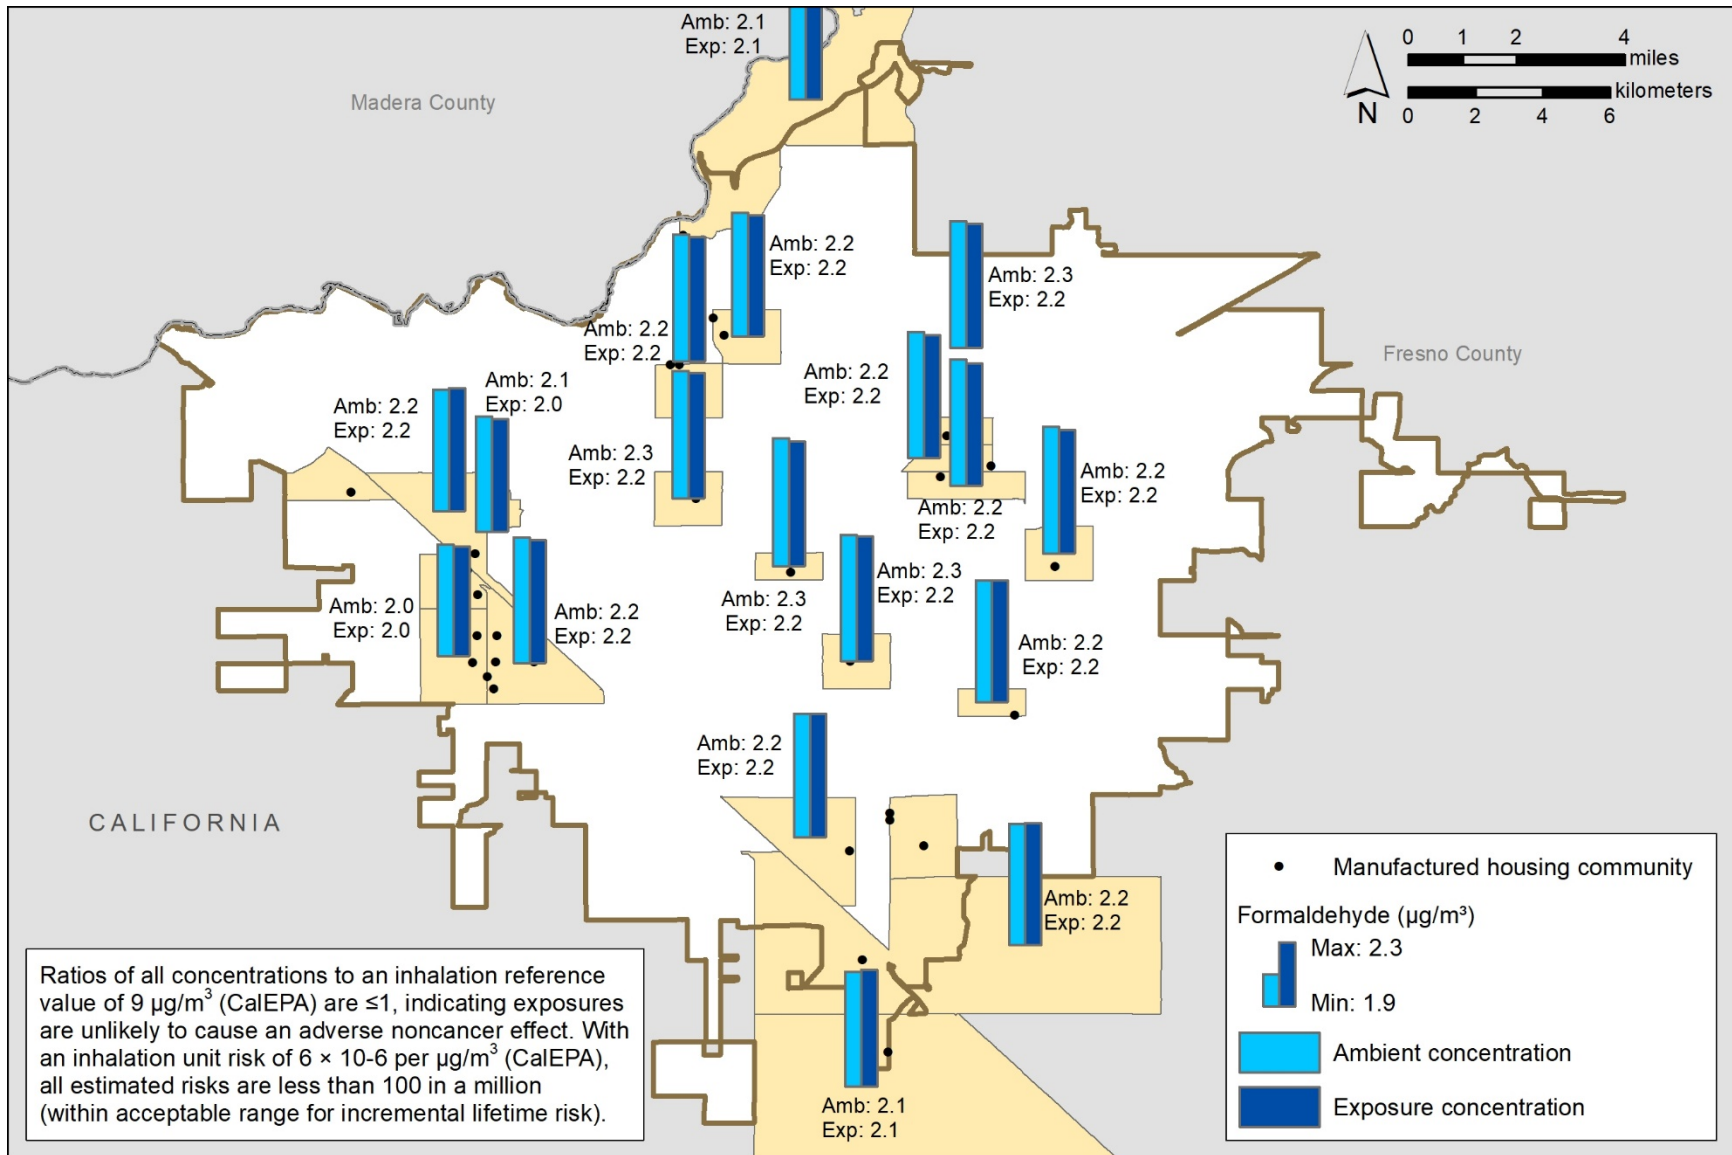 Amb: 2.1
Exp: 2.1
Madera County
0 1 2 4
miles
kilometers
0 2 4 6
N
Amb: 2.2
Exp: 2.2
Amb: 2.3
Exp: 2.2
Amb: 2.2
Exp: 2.2
Fresno County
Amb: 2.2
Exp: 2.2
Amb: 2.1
Exp: 2.0
Amb: 2.2
Exp: 2.2
Amb: 2.3
Exp: 2.2
Amb: 2.2
Exp: 2.2
Amb: 2.2
Exp: 2.2
Amb: 2.3
Exp: 2.2
Amb: 2.3
Exp: 2.2
Amb: 2.0
Exp: 2.0
Amb: 2.2
Exp: 2.2
Amb: 2.2
Exp: 2.2
Amb: 2.2
Exp: 2.2
CALIFORNIA
Amb: 2.2
Exp: 2.2
Amb: 2.1
Exp: 2.1
Ratios of all concentrations to an inhalation reference
value of 9 µg/m³ (CalEPA) are ≤1, indicating exposures
are unlikely to cause an adverse noncancer effect. With
an inhalation unit risk of 6 × 10-6 per µg/m³ (CalEPA),
all estimated risks are less than 100 in a million
(within acceptable range for incremental lifetime risk).
Manufactured housing community
Formaldehyde (µg/m³)
Max: 2.3
Min: 1.9
Ambient concentration
Exposure concentration